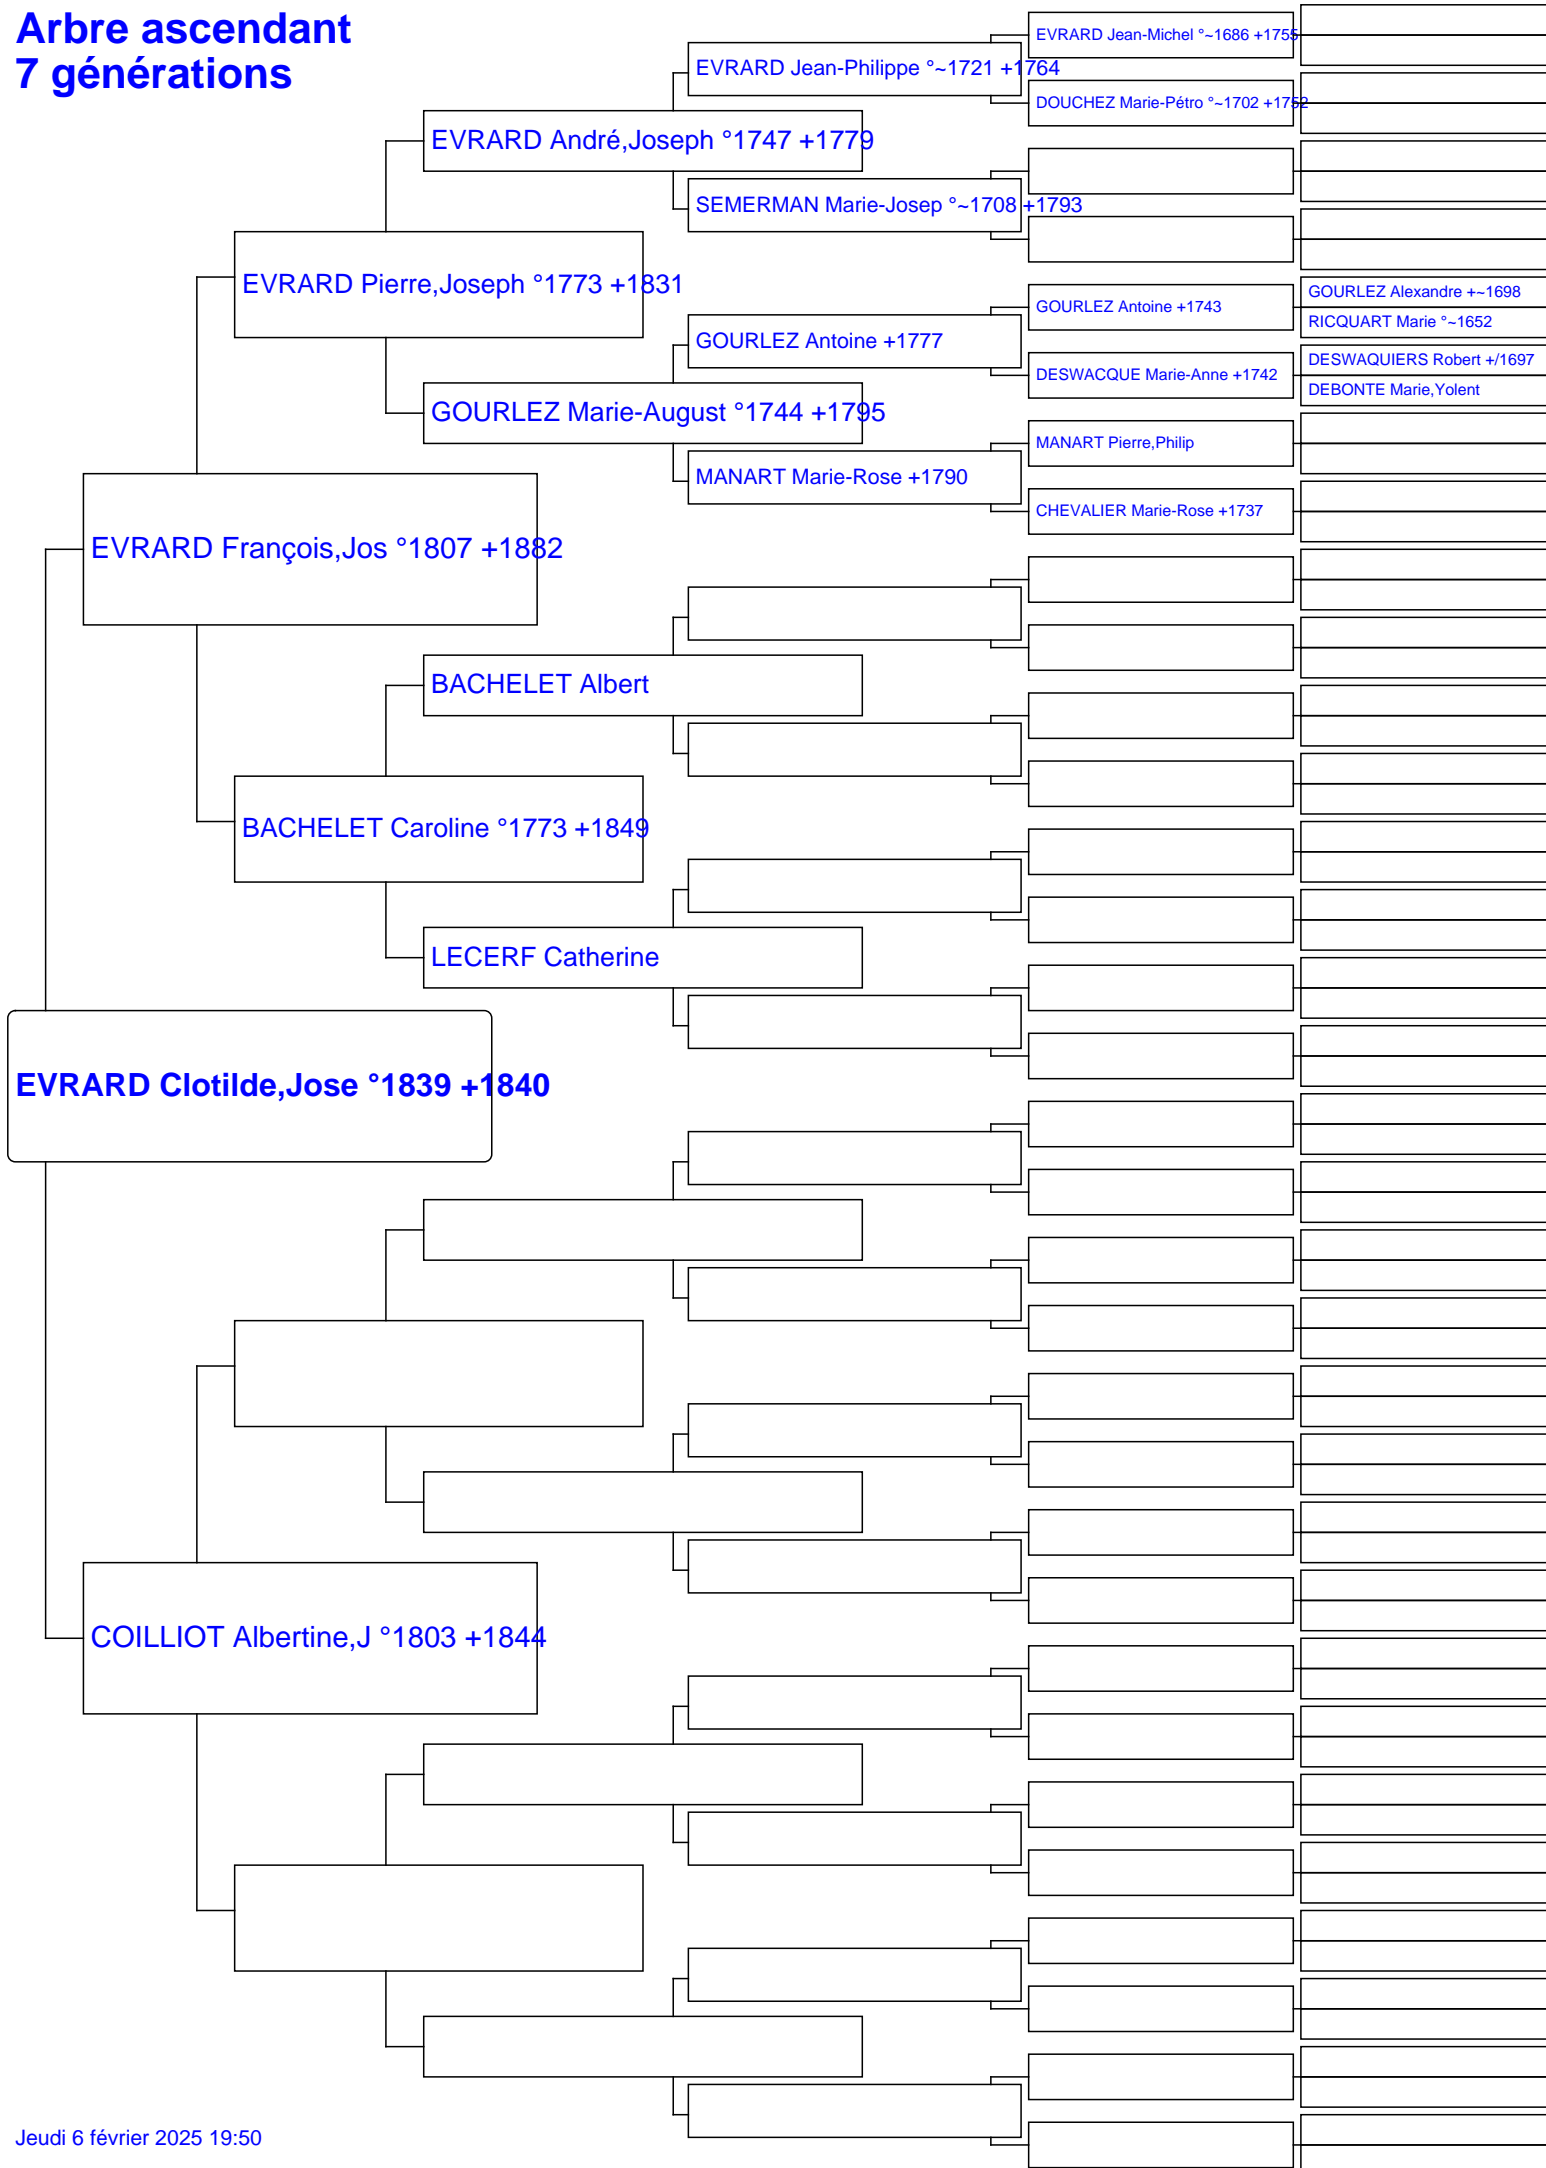 Arbre ascendant
7 générations
EVRARD Jean-Michel °~1686 +1755
EVRARD Jean-Philippe °~1721 +1764
DOUCHEZ Marie-Pétro °~1702 +1752
EVRARD André,Joseph °1747 +1779
SEMERMAN Marie-Josep °~1708 +1793
EVRARD Pierre,Joseph °1773 +1831
GOURLEZ Alexandre +~1698
GOURLEZ Antoine +1743
RICQUART Marie °~1652
GOURLEZ Antoine +1777
DESWAQUIERS Robert +/1697
DESWACQUE Marie-Anne +1742
DEBONTE Marie,Yolent
GOURLEZ Marie-August °1744 +1795
MANART Pierre,Philip
MANART Marie-Rose +1790
CHEVALIER Marie-Rose +1737
EVRARD François,Jos °1807 +1882
BACHELET Albert
BACHELET Caroline °1773 +1849
LECERF Catherine
EVRARD Clotilde,Jose °1839 +1840
COILLIOT Albertine,J °1803 +1844
Jeudi 6 février 2025 19:50